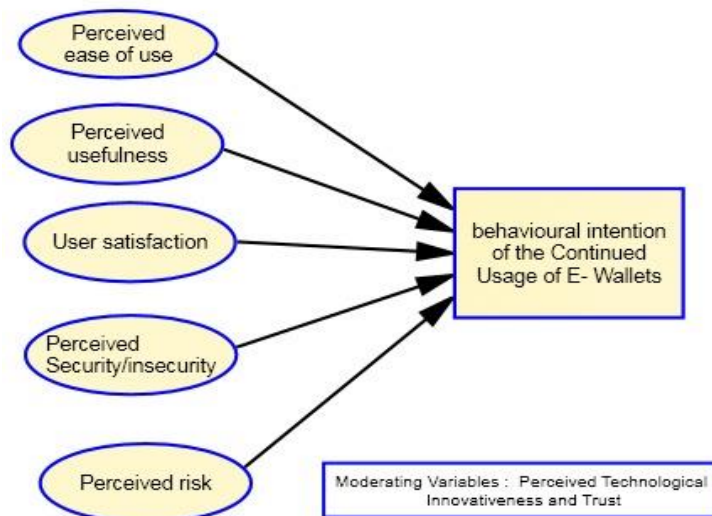 Perceived
ease of use
Perceived
usefulness
User satisfaction
Perceived
Security/insecurity
Perceived risk
behavioural intention
of the Continued
Usage of E- Wallets
Moderating Variables : Perceived Technological
Innovativeness and Trust